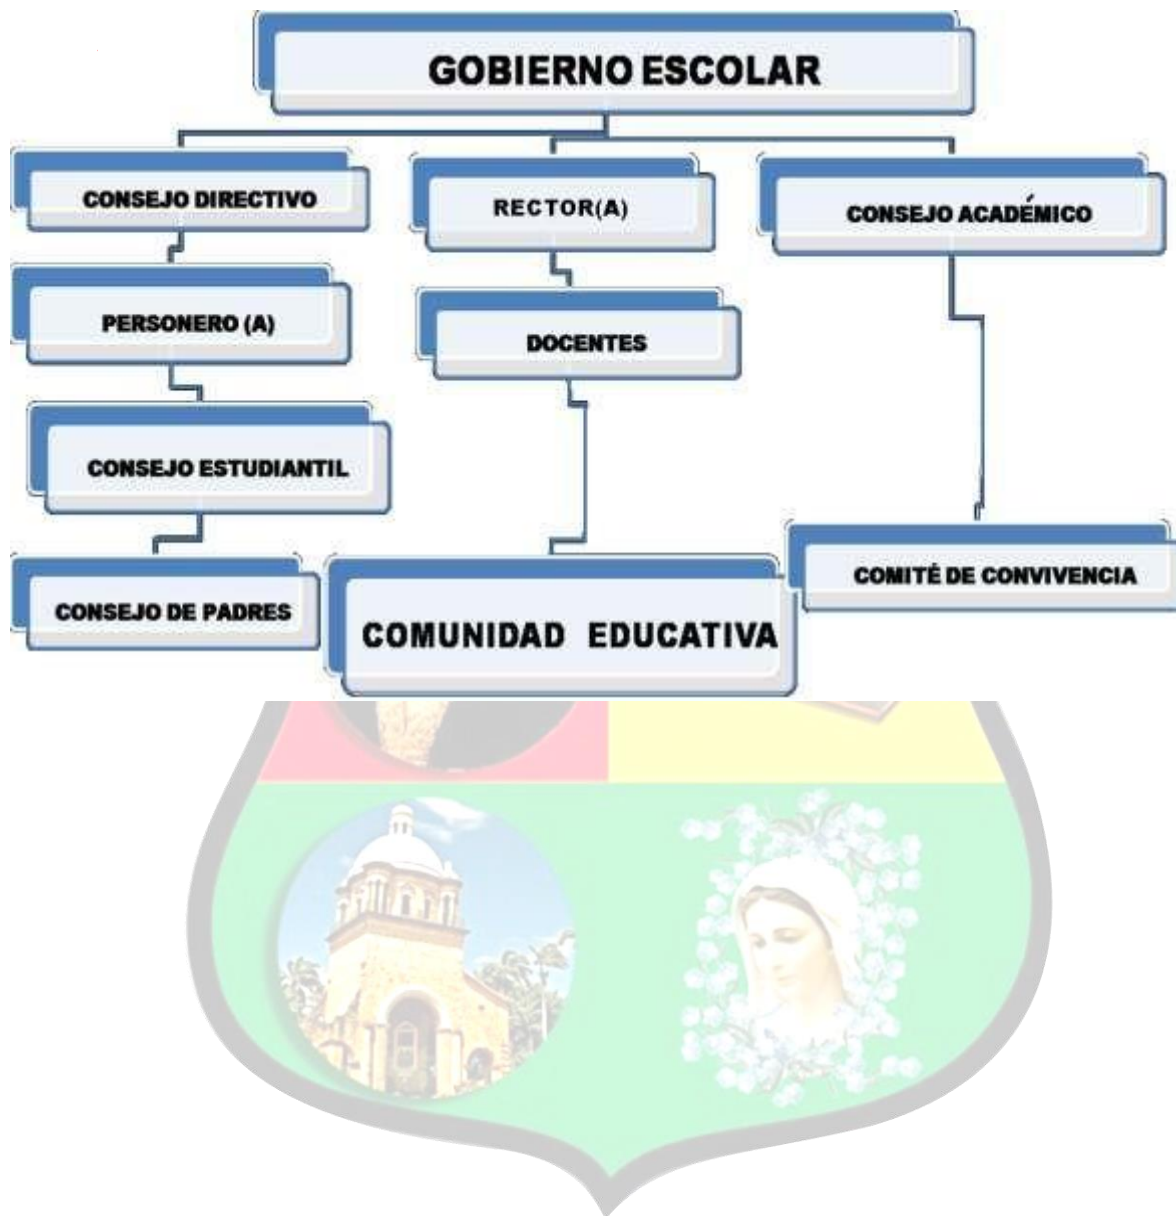 GOBIERNO ESCOLAR
CONSEJO DIRECTIVO
RECTOR(A)
CONSEJO ACADÉMICO
PERSONERO (A)
DOCENTES
CONSEJO ESTUDIANTIL
CONSEJO DE PADRES
COMUNIDAD EDUCATIVA
COMITÉ DE CONVIVENCIA